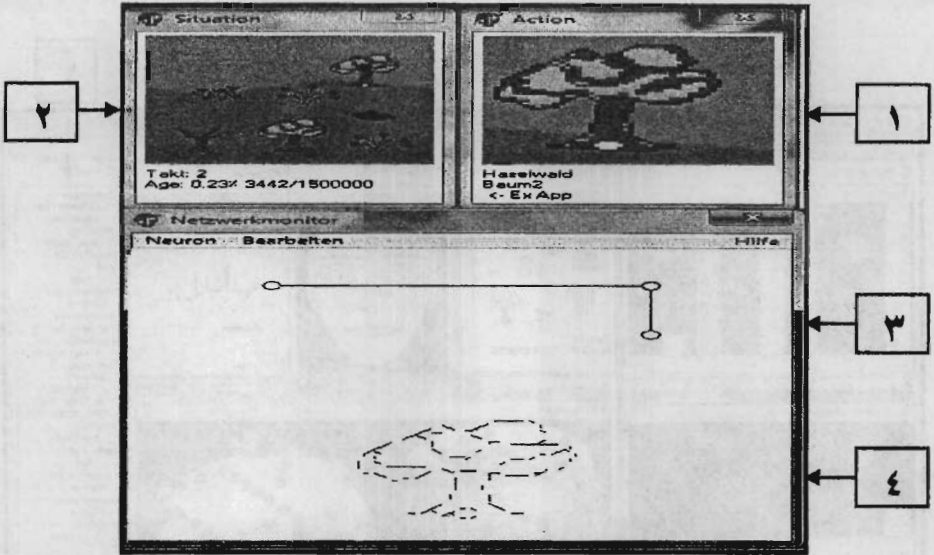 Situation
Action
٢
١
Takt: 2
Age: 0.23% 3442/1500000
Haselwald
Baum2
<- Ex App
Netzwerkmonitor
Neuron Bearbeiten Hilfe
٣
٤